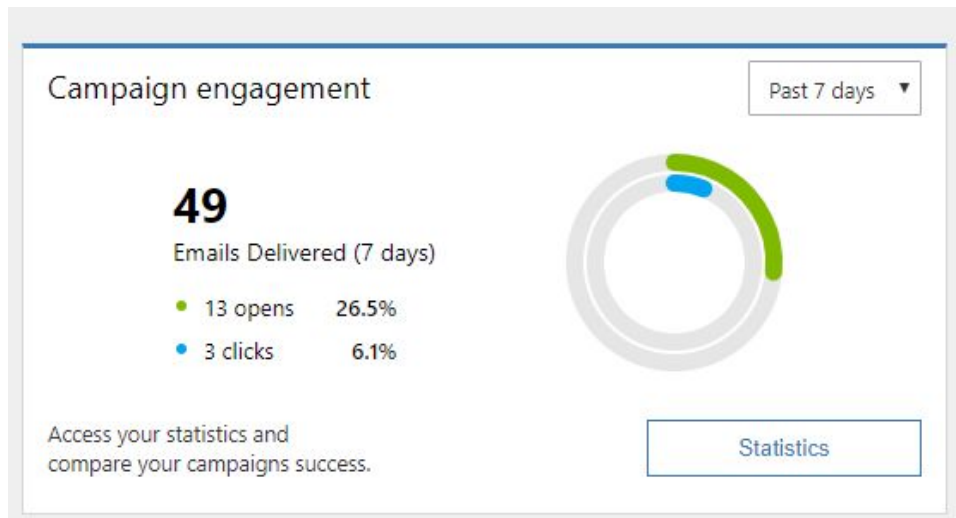 Campaign engagement
Past 7 days
49
Emails Delivered (7 days)
13 opens 26.5%
3 clicks 6.1%
Access your statistics and
compare your campaigns success.
Statistics